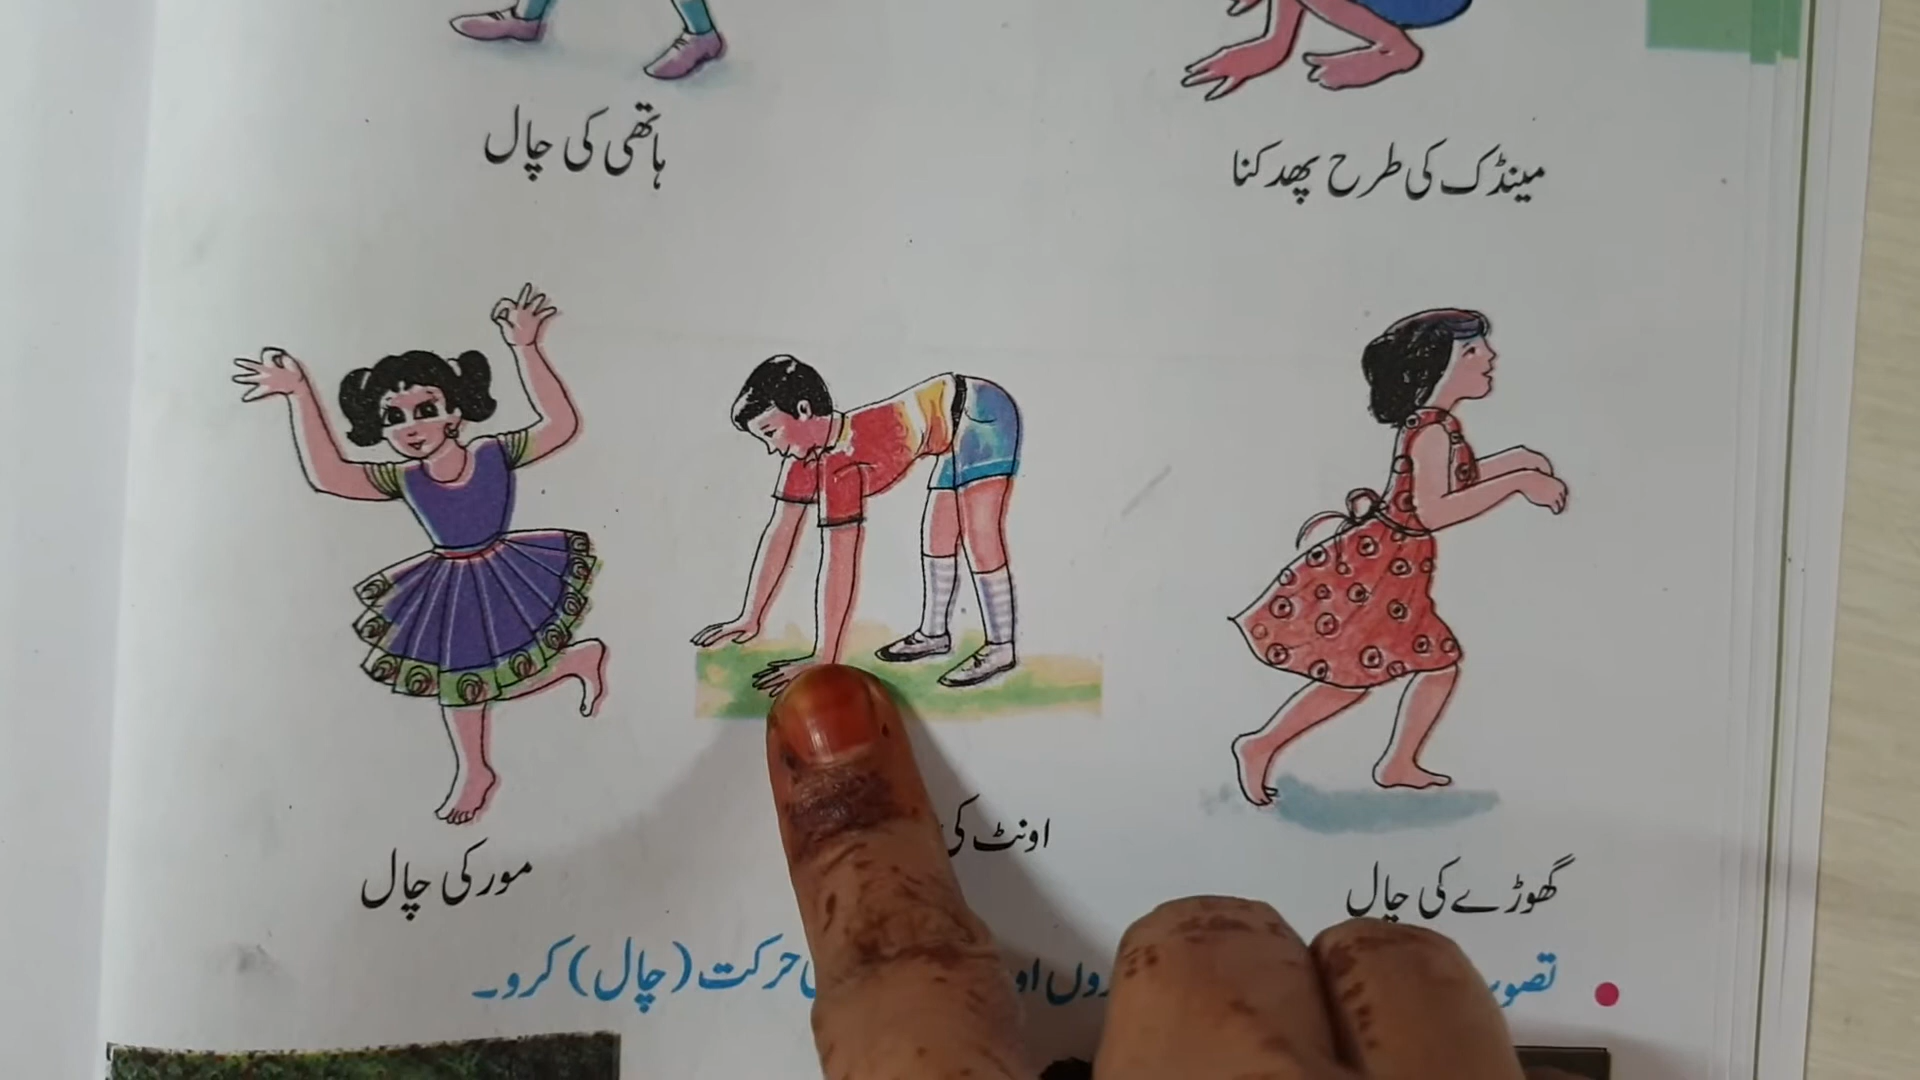 مینڈک کی طرح پھدکنا
ہاتھی کی چال
گھوڑے کی چال
اونٹ کی
مور کی چال
حرکت (چال) کرو۔